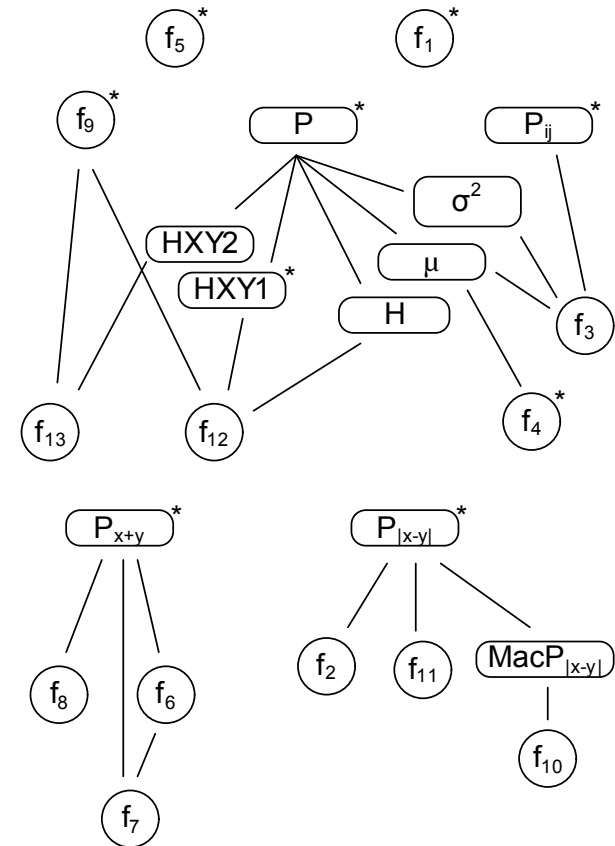 f₅*
f₁*
f₉*
P*
Pᵢⱼ*
σ²
HXY2
μ
HXY1*
H
f₃
f₁₃
f₁₂
f₄*
Pₓ₊y*
P|x-y|*
f₂
f₁₁
MacP|x-y|
f₈
f₆
f₁₀
f₇